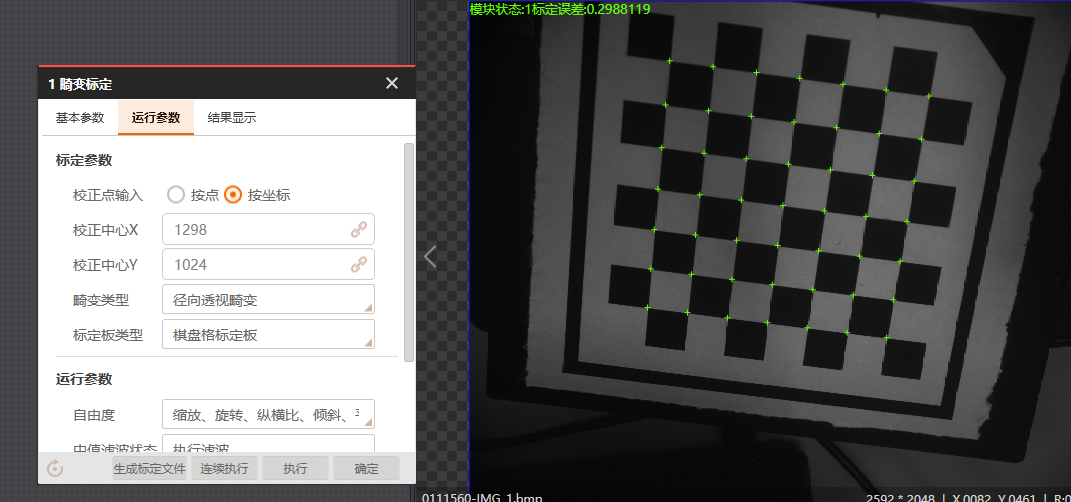 模块状态:1标定误差:0.2988119
1 畸变标定
基本参数 运行参数 结果显示
标定参数
校正点输入 按点 按坐标
校正中心X 1298
校正中心Y 1024
畸变类型 径向透视畸变
标定板类型 棋盘格标定板
运行参数
自由度 缩放、旋转、纵横比、倾斜、
中值滤波状态 执行滤波
生成标定文件 连续执行 执行 确定
0111560-IMG_1.bmp 2592 * 2048 | X:0082 Y:0461 | R:0